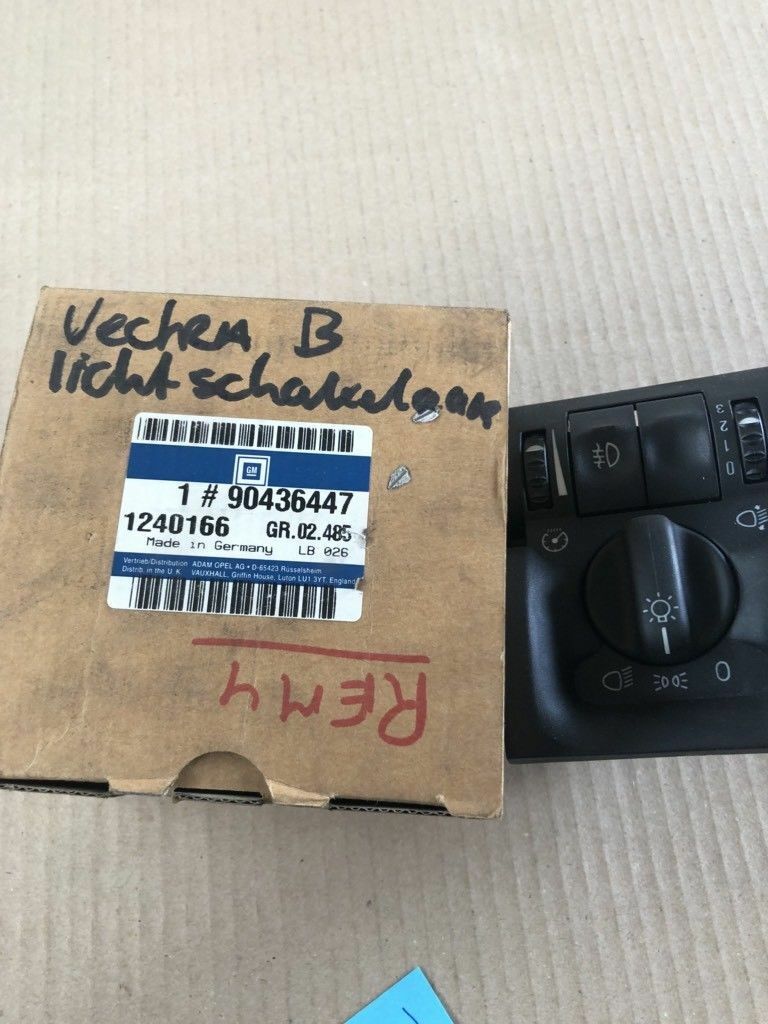 Vechra B
licht schakelaar
GM
1 # 90436447
1240166 GR.02.485
Made in Germany LB 026
Vertrieb/Distribution ADAM OPEL AG • D-65423 Rüsselsheim
Distrib. in the U.K. VAUXHALL, Griffin House, Luton LU1 3YT. England
REMY
3
2
1
0
0